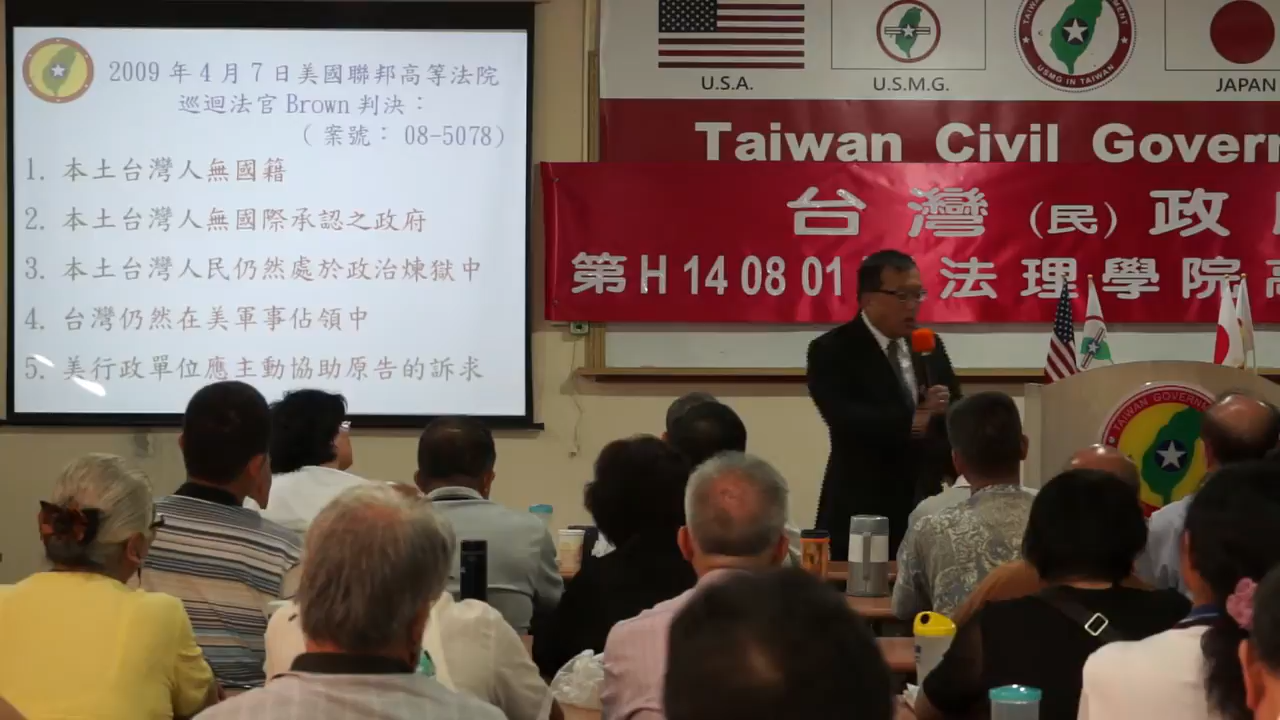 2009 年 4 月 7 日美國聯邦高等法院
巡迴法官 Brown 判決：
( 案號： 08-5078)
1. 本土台灣人無國籍
2. 本土台灣人無國際承認之政府
3. 本土台灣人民仍然處於政治煉獄中
4. 台灣仍然在美軍事佔領中
5. 美行政單位應主動協助原告的訴求
U.S.A.
U.S.M.G.
USMG IN TAIWAN
JAPAN
Taiwan Civil Govern
台灣 (民) 政
第 H 14 08 01 法理學院
TAIWAN GOVERNMENT